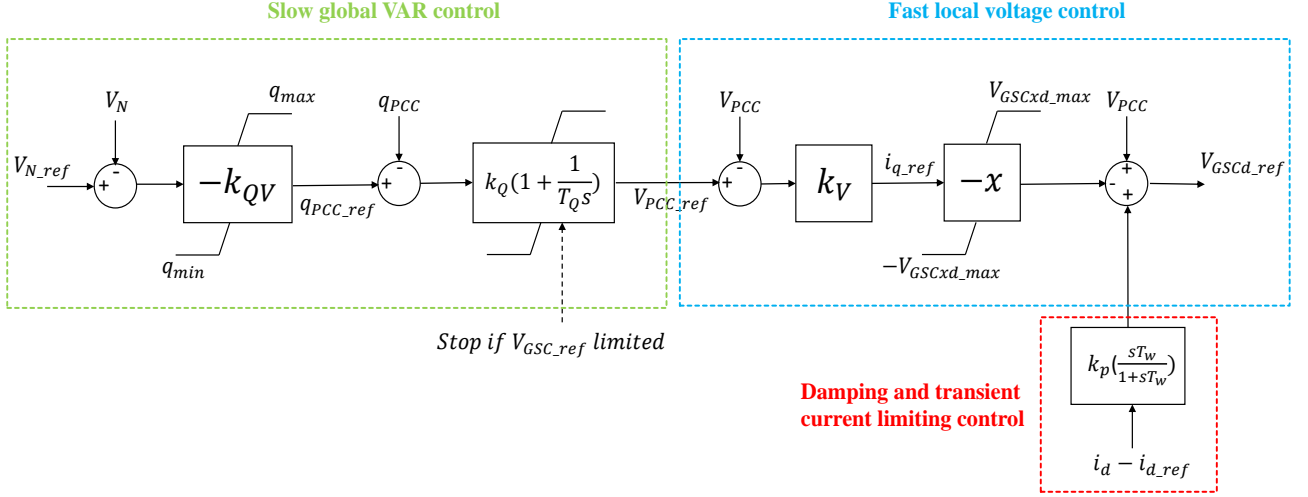 Slow global VAR control
Fast local voltage control
V_N
q_max
q_PCC
V_PCC
V_GSCxd_max
V_PCC
V_N_ref
+
-
-k_QV
q_PCC_ref
q_min
+
-
k_Q(1 + 1/(T_Q s))
V_PCC_ref
+
-
k_V
i_q_ref
-x
-V_GSCxd_max
-
+
+
V_GSCd_ref
Stop if V_GSC_ref limited
Damping and transient
current limiting control
k_p(sT_w/(1+sT_w))
i_d - i_d_ref